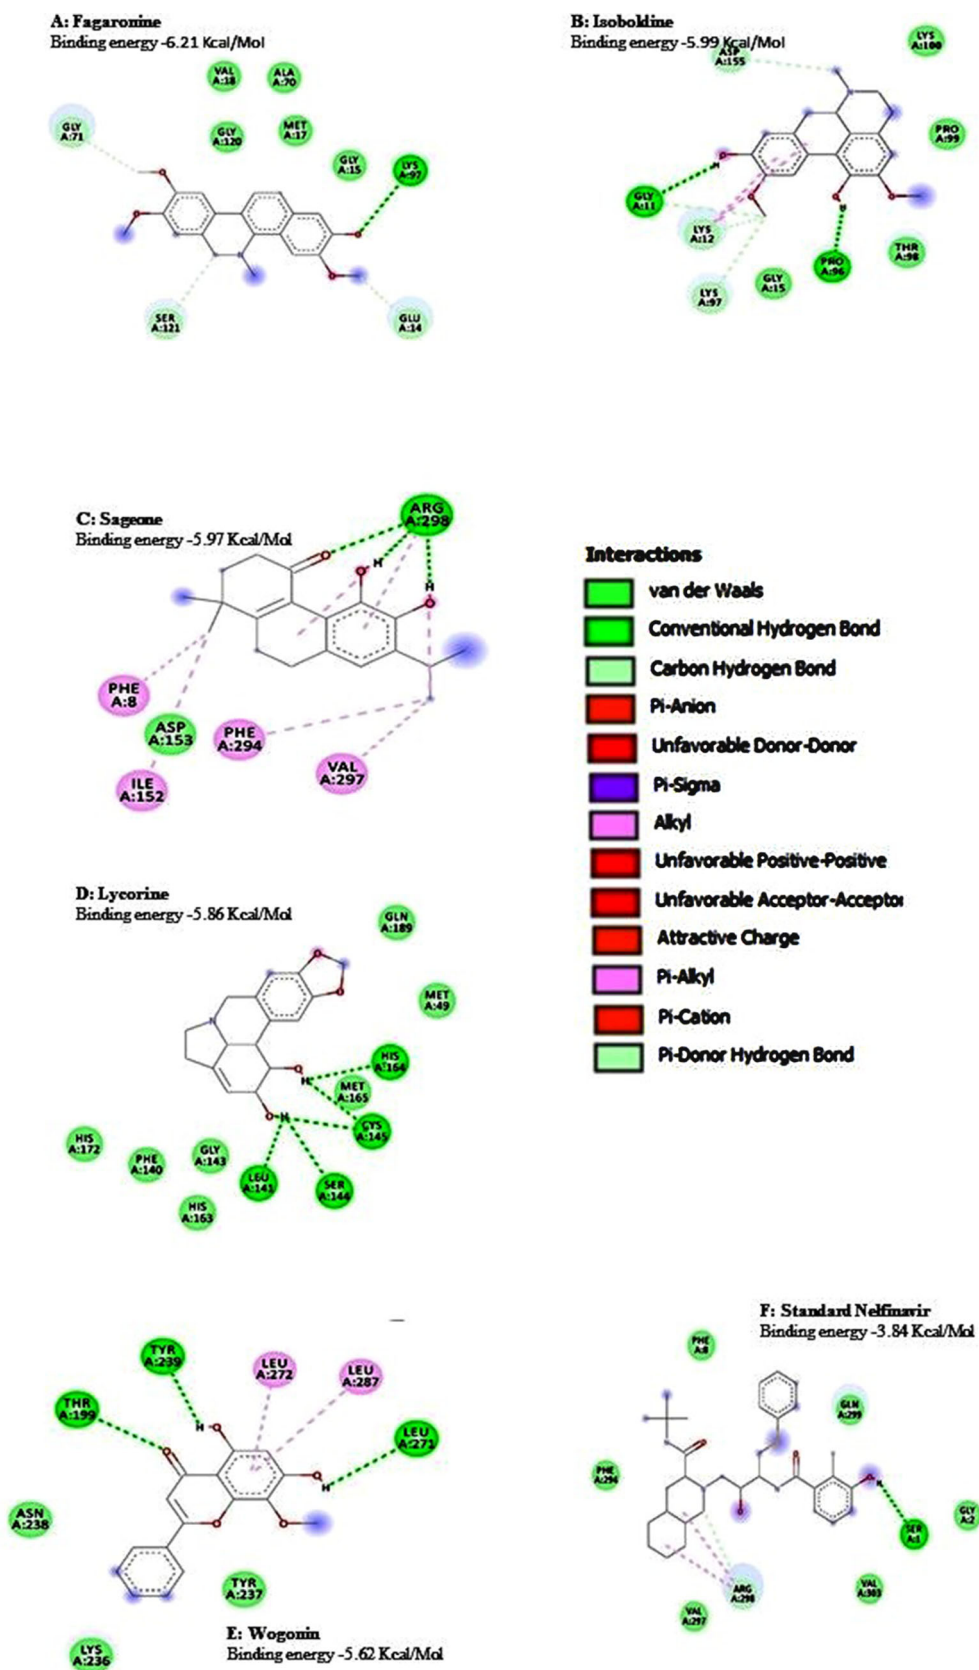 A: Fagaronine
Binding energy -6.21 Kcal/Mol
VAL
A:18
ALA
A:70
GLY
A:71
GLY
A:120
MET
A:17
GLY
A:15
LYS
A:97
N
SER
A:121
GLU
A:14
B: Isoboldine
Binding energy -5.99 Kcal/Mol
ASP
155
LYS
A:100
PRO
A:99
GLY
A:11
H
LYS
A:12
H
LYS
A:97
GLY
A:15
PRO
A:96
THR
A:98
C: Sageone
Binding energy -5.97 Kcal/Mol
ARG
A:298
O
O H
H
O
PHE
A:8
ASP
A:153
ILE
A:152
PHE
A:294
VAL
A:297
Interactions
van der Waals
Conventional Hydrogen Bond
Carbon Hydrogen Bond
Pi-Anion
Unfavorable Donor-Donor
Pi-Sigma
Alkyl
Unfavorable Positive-Positive
Unfavorable Acceptor-Acceptor
Attractive Charge
Pi-Alkyl
Pi-Cation
Pi-Donor Hydrogen Bond
D: Lycorine
Binding energy -5.86 Kcal/Mol
GLN
A:189
MET
A:49
O
O
N
O
H
HIS
A:164
MET
A:165
O H
CYS
A:145
HIS
A:172
PHE
A:140
GLY
A:143
LEU
A:141
SER
A:144
HIS
A:163
TYR
A:239
LEU
A:272
LEU
A:287
THR
A:199
H O
O
O
H
LEU
A:271
O
O
ASN
A:238
TYR
A:237
LYS
A:236
E: Wogonin
Binding energy -5.62 Kcal/Mol
F: Standard Nelfinavir
Binding energy -3.84 Kcal/Mol
PHE
A:8
GLN
A:299
PHE
A:294
GLY
A:2
H
SER
A:1
ARG
A:298
VAL
A:303
VAL
A:297